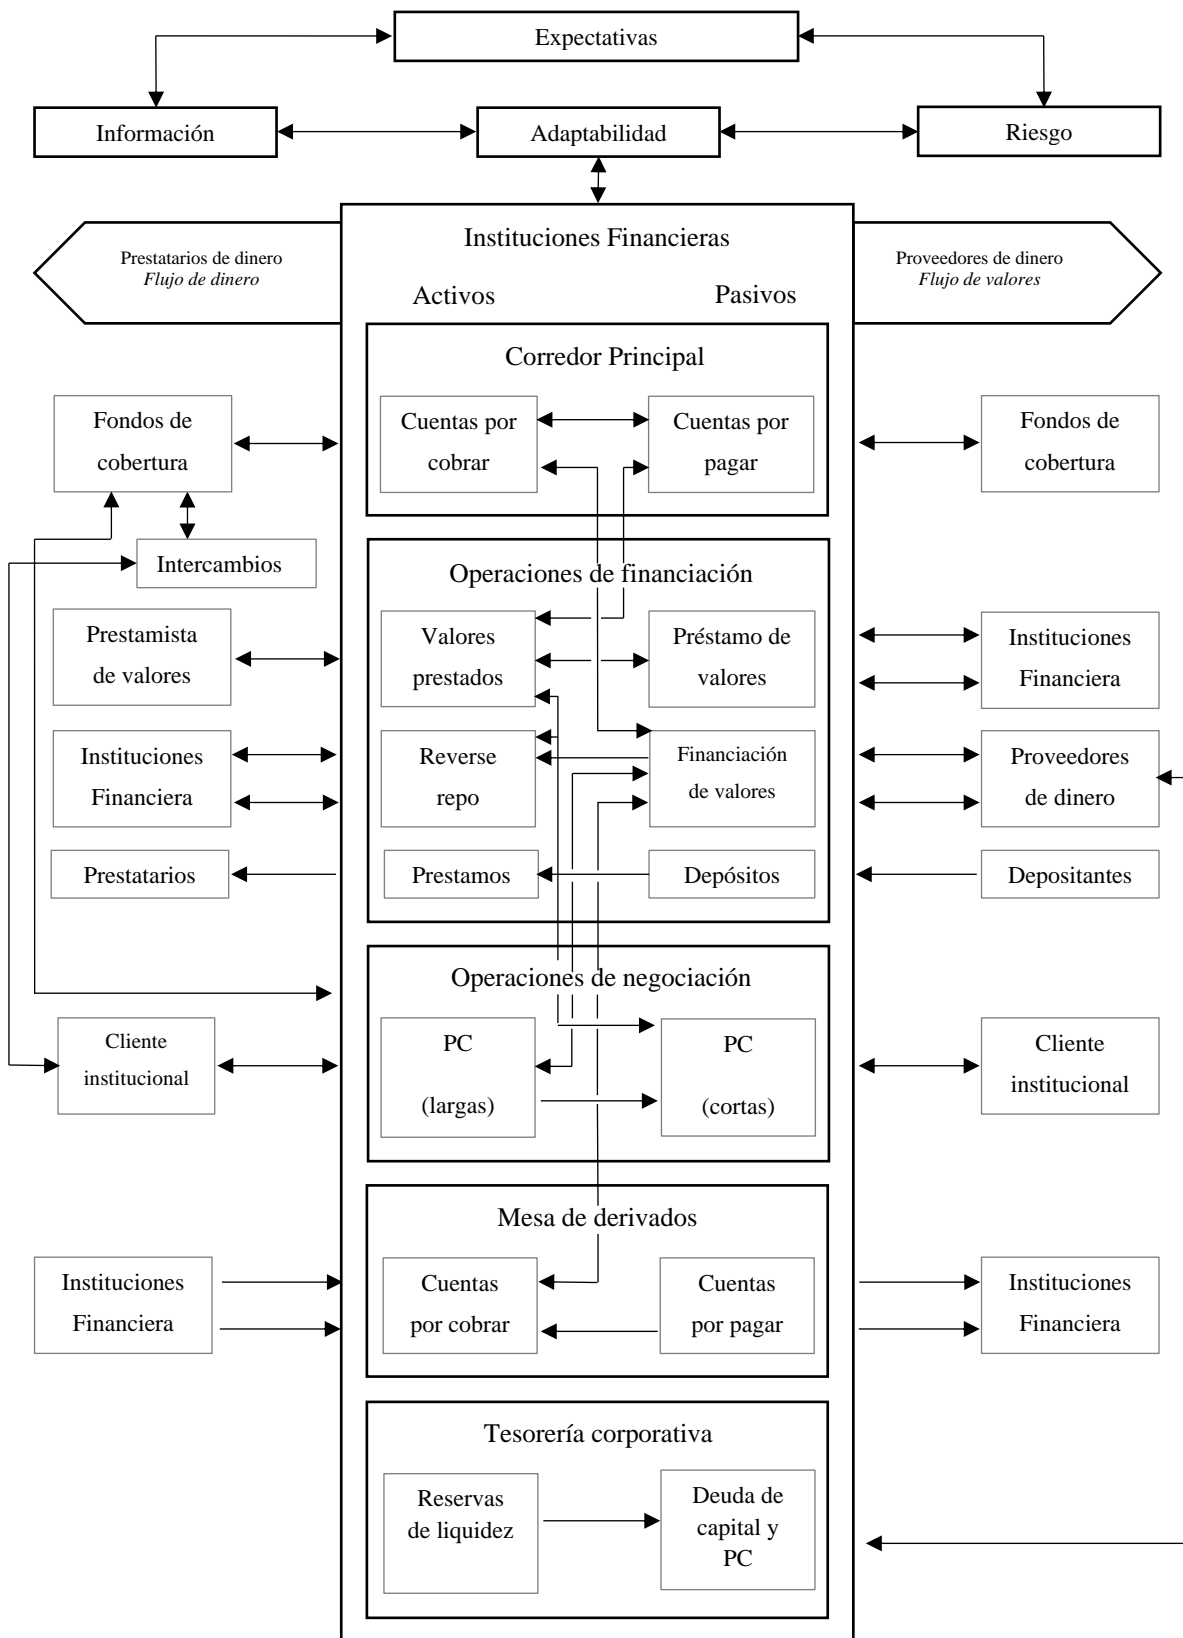 Expectativas
Información
Adaptabilidad
Riesgo
Instituciones Financieras
Prestatarios de dinero
Flujo de dinero
Proveedores de dinero
Flujo de valores
Activos
Pasivos
Corredor Principal
Fondos de
cobertura
Cuentas por
cobrar
Cuentas por
pagar
Fondos de
cobertura
Intercambios
Operaciones de financiación
Prestamista
de valores
Valores
prestados
Préstamo de
valores
Instituciones
Financiera
Instituciones
Financiera
Reverse
repo
Financiación
de valores
Proveedores
de dinero
Prestatarios
Prestamos
Depósitos
Depositantes
Operaciones de negociación
Cliente
institucional
PC
(largas)
PC
(cortas)
Cliente
institucional
Mesa de derivados
Instituciones
Financiera
Cuentas
por cobrar
Cuentas
por pagar
Instituciones
Financiera
Tesorería corporativa
Reservas
de liquidez
Deuda de
capital y
PC